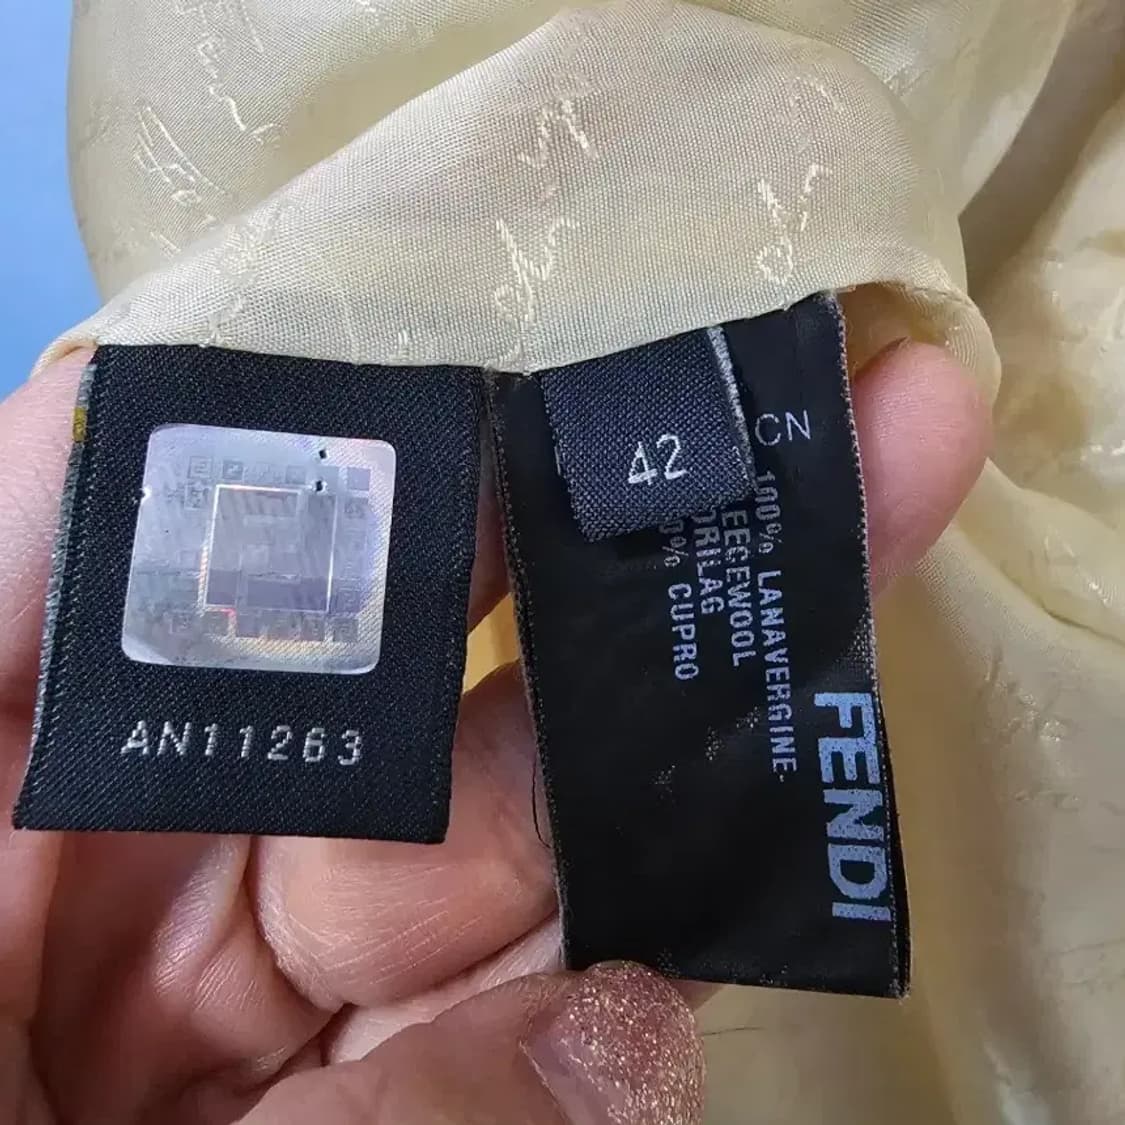 AN11263
42
CN
100% LANAVERGINE-
EECEWOOL
ORILAG
0% CUPRO
FENDI